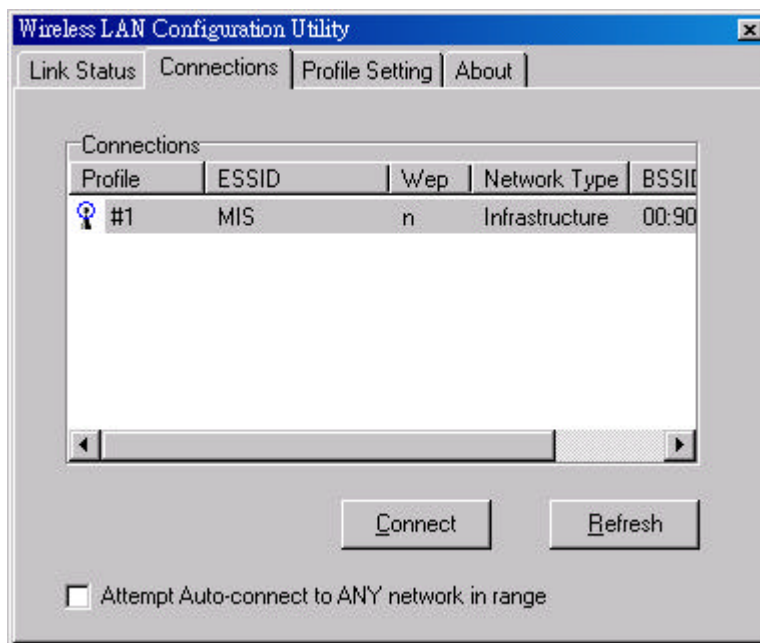 Wireless LAN Configuration Utility
Link Status Connections Profile Setting About
Connections
Profile ESSID Wep Network Type BSSID
#1 MIS n Infrastructure 00:90
Connect Refresh
Attempt Auto-connect to ANY network in range